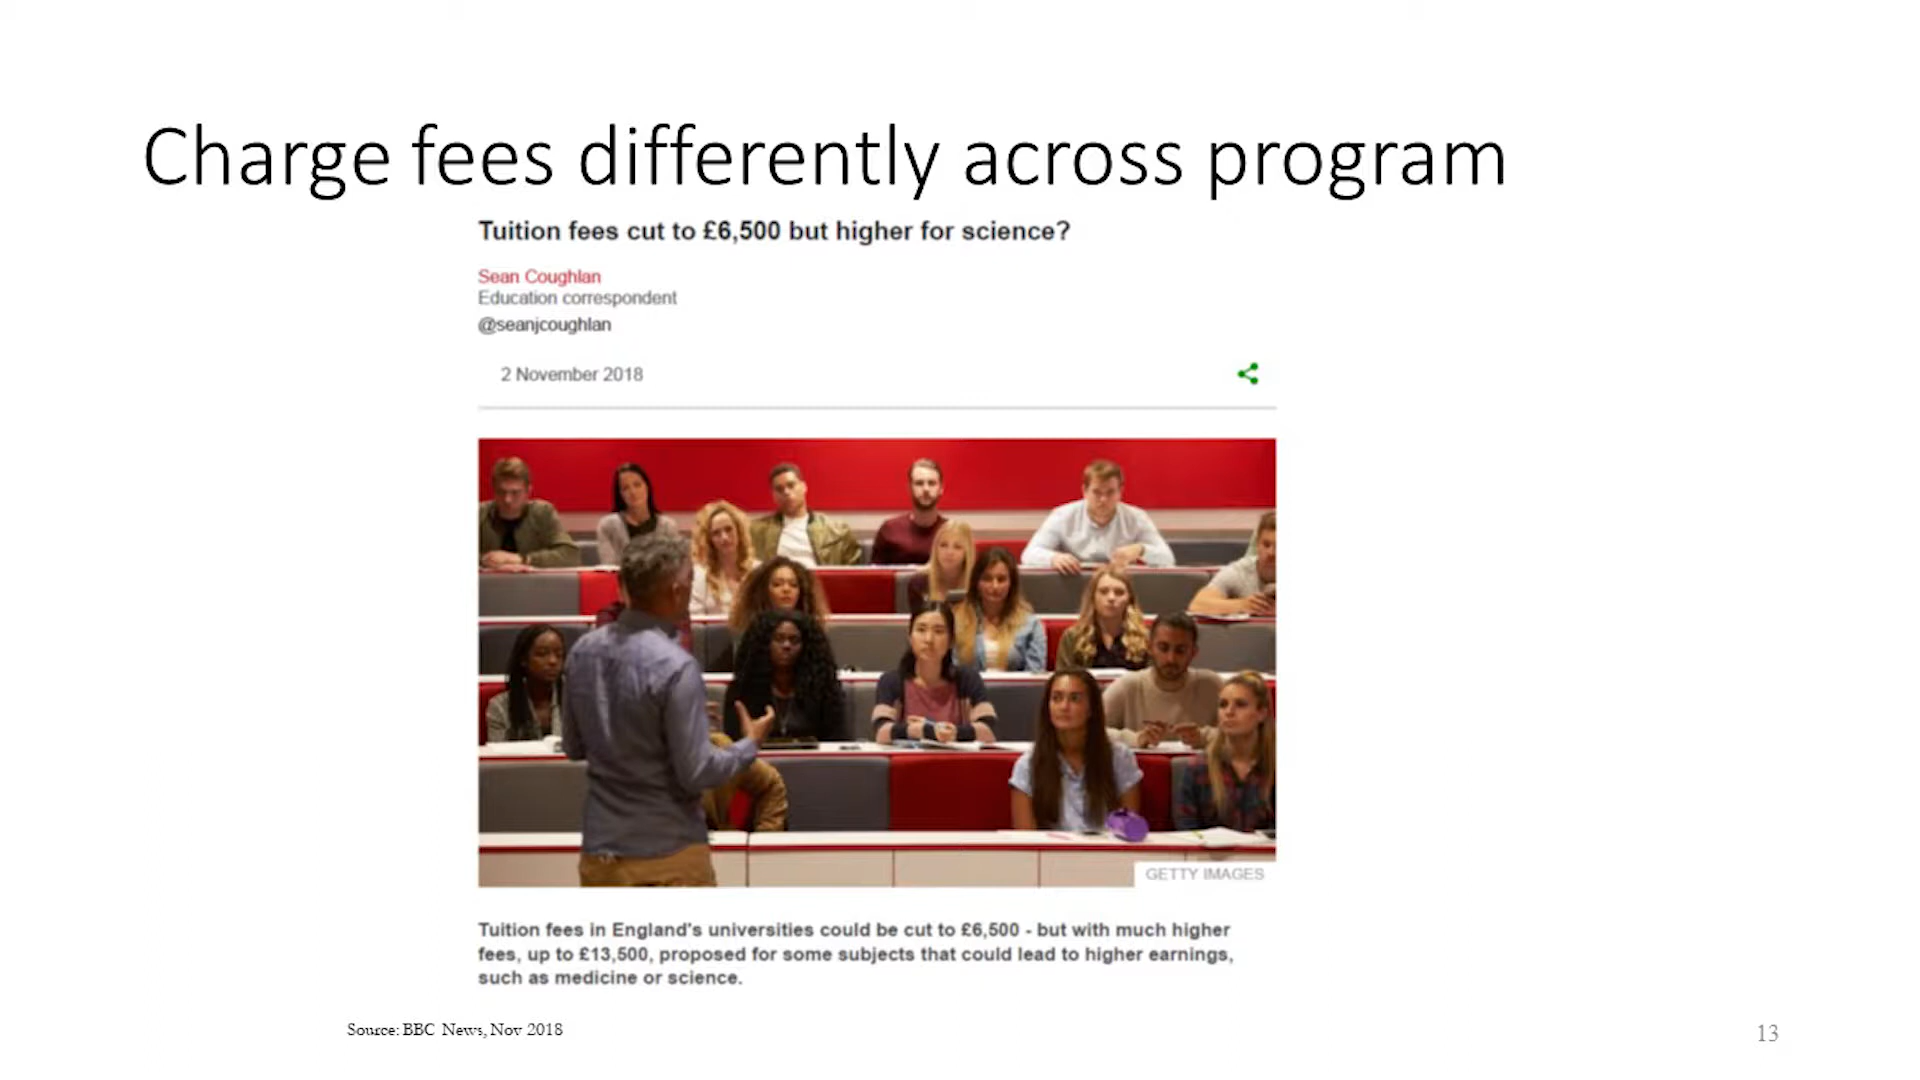 Charge fees differently across program
Tuition fees cut to £6,500 but higher for science?
Sean Coughlan
Education correspondent
@seanjcoughlan
2 November 2018
GETTY IMAGES
Tuition fees in England's universities could be cut to £6,500 - but with much higher
fees, up to £13,500, proposed for some subjects that could lead to higher earnings,
such as medicine or science.
Source: BBC News, Nov 2018
13